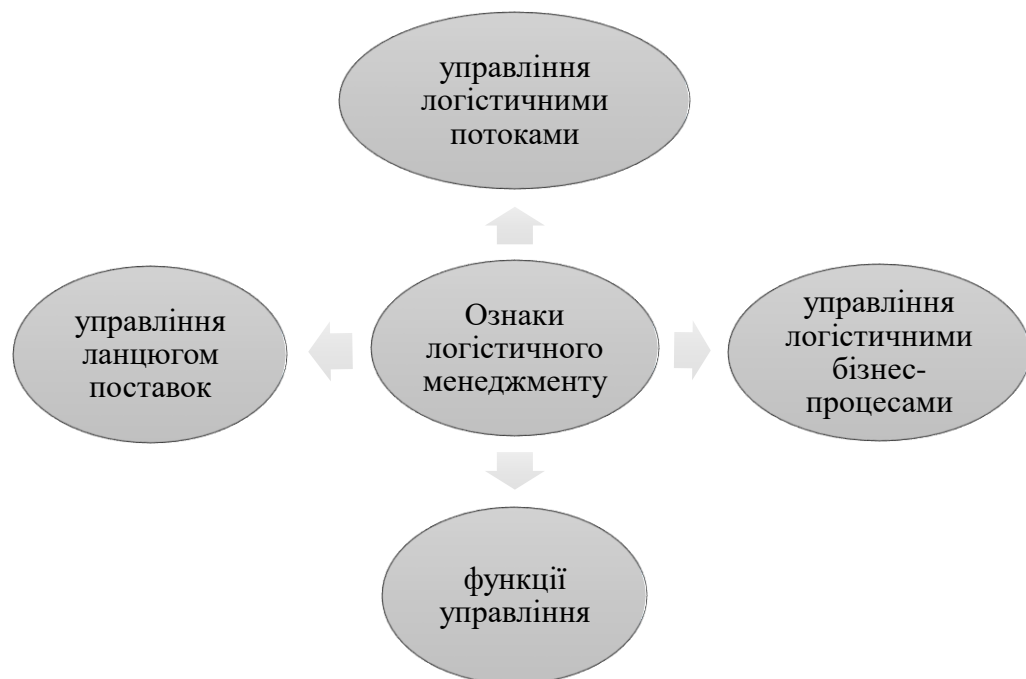 управління
логістичними
потоками
управління
ланцюгом
поставок
Ознаки
логістичного
менеджменту
управління
логістичними
бізнес-
процесами
функції
управління